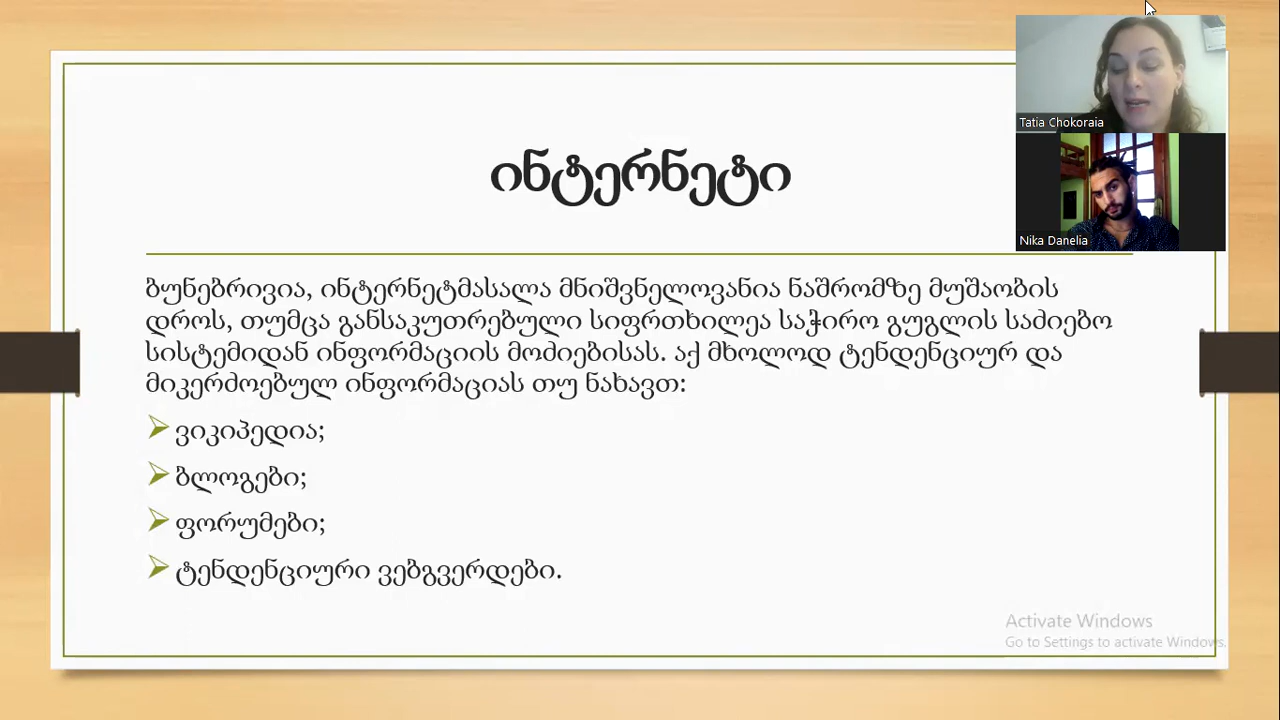 ინტერნეტი
ბუნებრივია, ინტერნეტმასალა მნიშვნელოვანია ნაშრომზე მუშაობის
დროს, თუმცა განსაკუთრებული სიფრთხილეა საჭირო გუგლის საძიებო
სისტემიდან ინფორმაციის მოძიებისას. აქ მხოლოდ ტენდენციურ და
მიკერძოებულ ინფორმაციას თუ ნახავთ:
ვიკიპედია;
ბლოგები;
ფორუმები;
ტენდენციური ვებგვერდები.
Tatia Chokoraia
Nika Danelia
Activate Windows
Go to Settings to activate Windows.